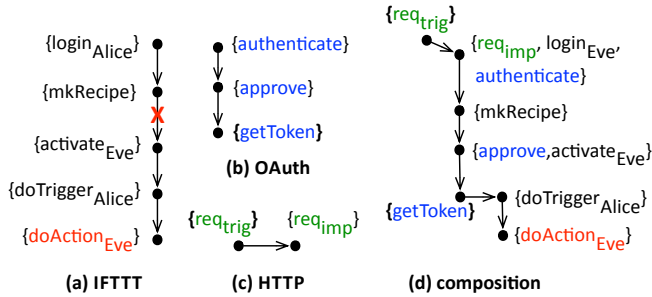 {login_Alice}
{mkRecipe}
X
{activate_Eve}
{doTrigger_Alice}
{doAction_Eve}
(a) IFTTT
{authenticate}
{approve}
{getToken}
(b) OAuth
{req_trig} {req_imp}
(c) HTTP
{req_trig}
{req_imp, login_Eve,
authenticate}
{mkRecipe}
{approve,activate_Eve}
{getToken} {doTrigger_Alice}
{doAction_Eve}
(d) composition